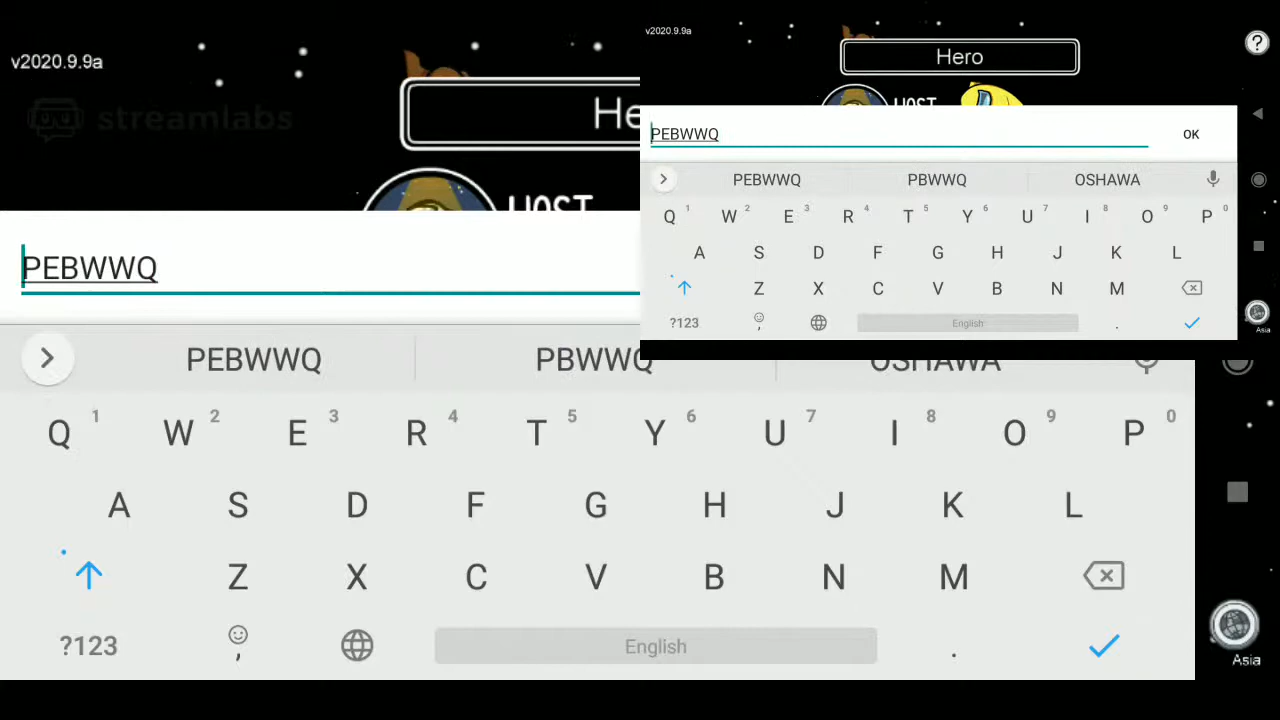 v2020.9.9a
streamlabs
He
HOST
PEBWWQ
PEBWWQ PBWWQ OSHAWA
Q 1 W 2 E 3 R 4 T 5 Y 6 U 7 I 8 O 9 P 0
A S D F G H J K L
Z X C V B N M
?123 , English .
Asia
v2020.9.9a
Hero
HOST
PEBWWQ OK
PEBWWQ PBWWQ OSHAWA
Q 1 W 2 E 3 R 4 T 5 Y 6 U 7 I 8 O 9 P 0
A S D F G H J K L
Z X C V B N M
?123 , English .
?
Asia